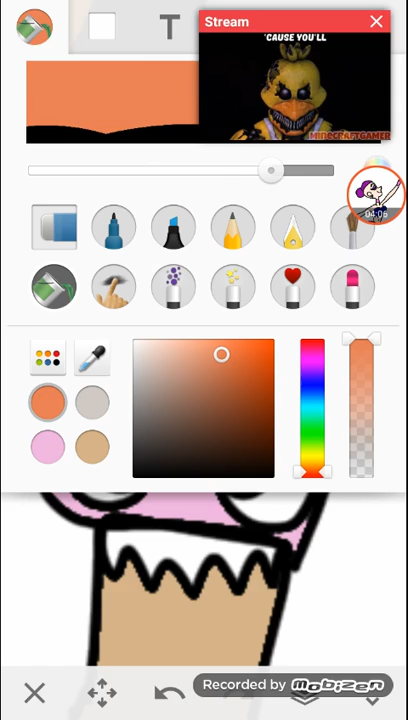 T
Stream
'CAUSE YOU'LL
MINECRAFTGAMER
04:06
Recorded by MOBIZEN